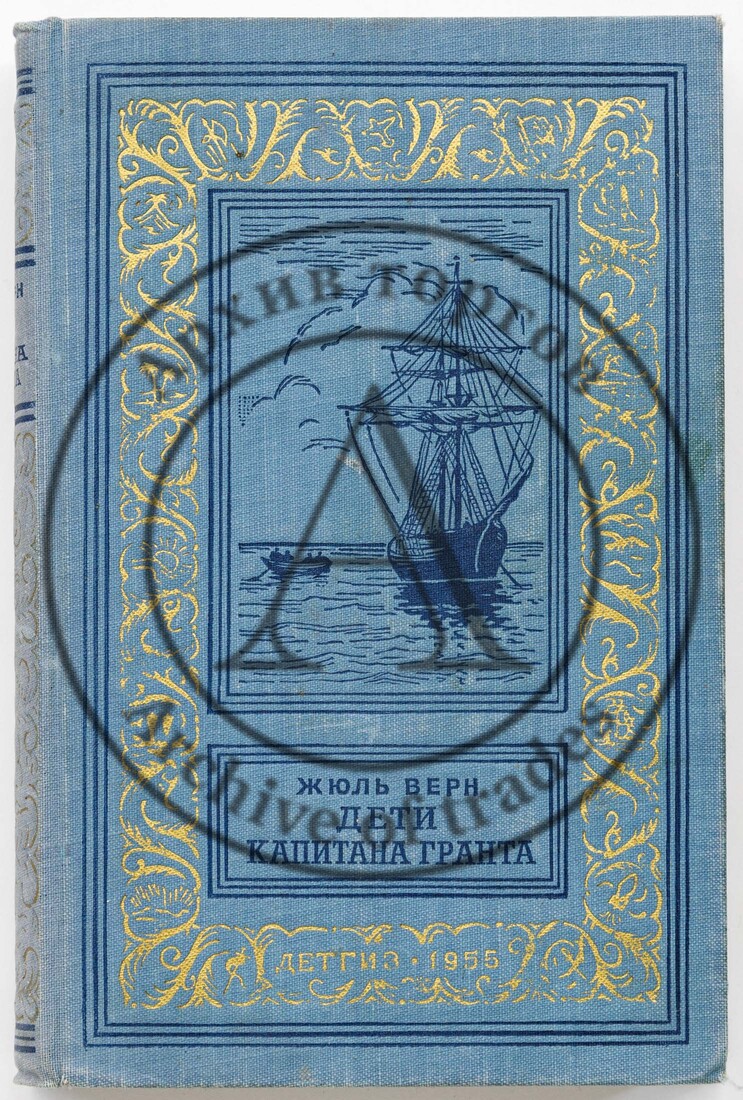 АРХИВ ТОРГОВ
ЖЮЛЬ ВЕРН
ДЕТИ
КАПИТАНА ГРАНТА
Archive of trades
ДЕТГИЗ · 1955